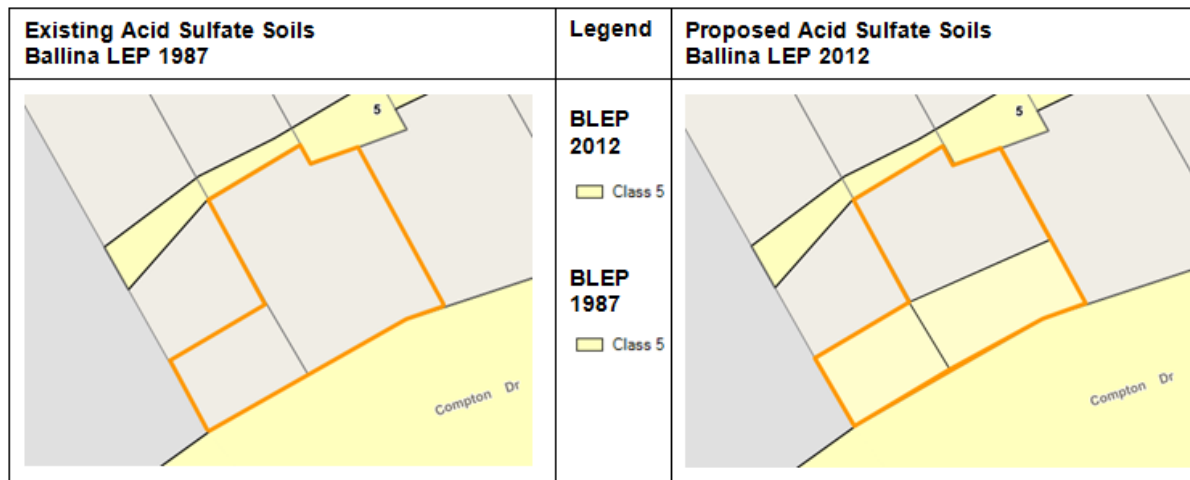 Existing Acid Sulfate Soils
Ballina LEP 1987
Legend
Proposed Acid Sulfate Soils
Ballina LEP 2012
5
Compton Dr
BLEP
2012
Class 5
BLEP
1987
Class 5
5
Compton Dr